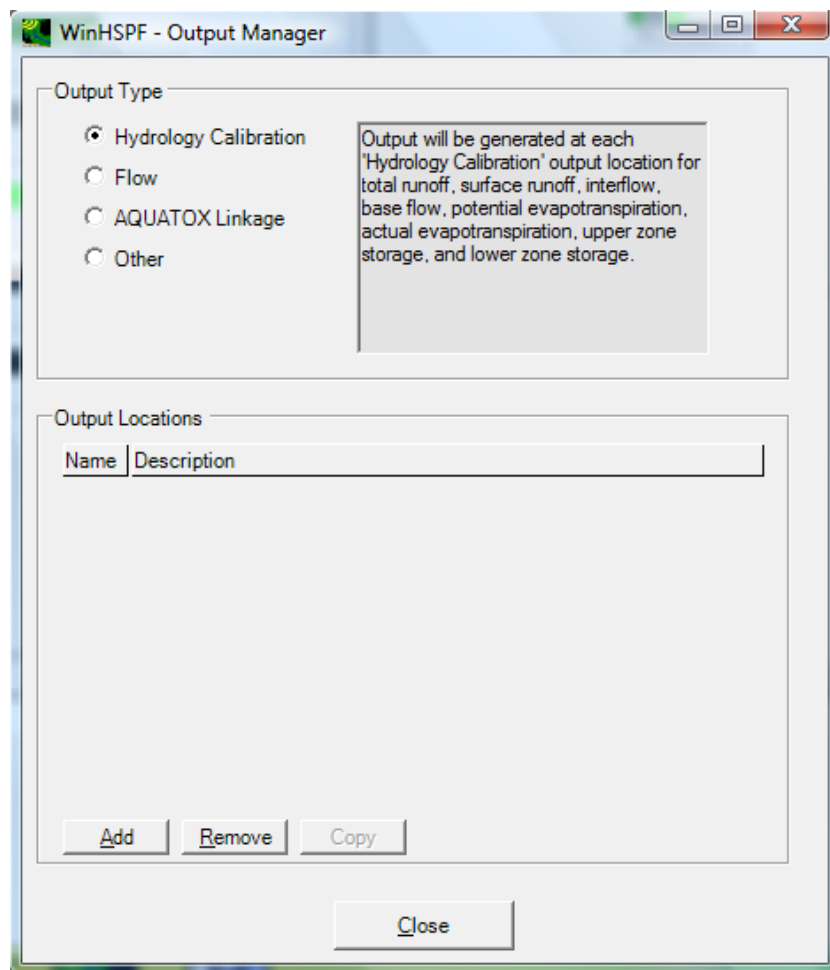 WinHSPF - Output Manager
Output Type
Hydrology Calibration
Flow
AQUATOX Linkage
Other
Output will be generated at each
'Hydrology Calibration' output location for
total runoff, surface runoff, interflow,
base flow, potential evapotranspiration,
actual evapotranspiration, upper zone
storage, and lower zone storage.
Output Locations
Name Description
Add Remove Copy
Close